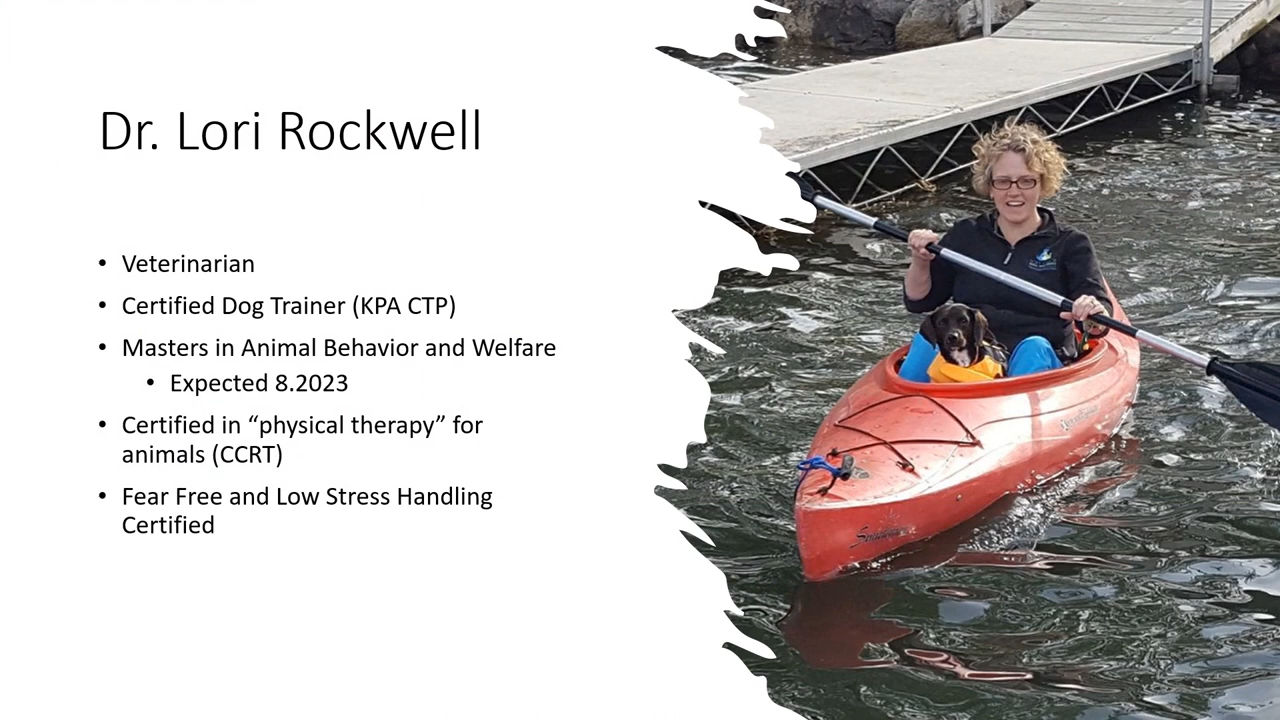 Dr. Lori Rockwell
• Veterinarian
• Certified Dog Trainer (KPA CTP)
• Masters in Animal Behavior and Welfare
• Expected 8.2023
• Certified in “physical therapy” for
animals (CCRT)
• Fear Free and Low Stress Handling
Certified